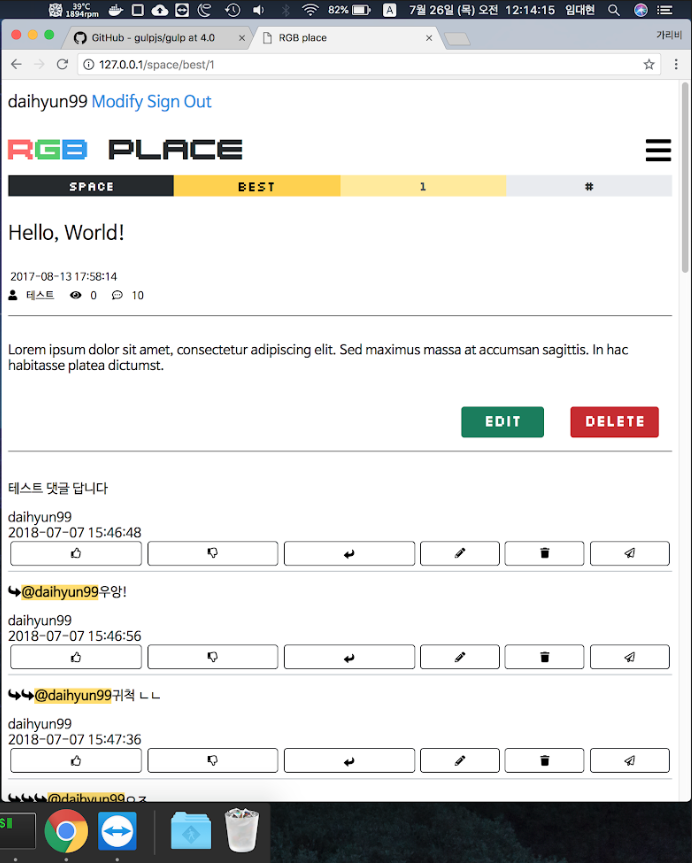 39°C
1894rpm
82%
A
7월 26일 (목) 오전 12:14:15
임대현
GitHub - gulpjs/gulp at 4.0
RGB place
가리비
127.0.0.1/space/best/1
daihyun99 Modify Sign Out
RGB PLACE
SPACE BEST 1 #
Hello, World!
2017-08-13 17:58:14
테스트 0 10
Lorem ipsum dolor sit amet, consectetur adipiscing elit. Sed maximus massa at accumsan sagittis. In hac
habitasse platea dictumst.
EDIT DELETE
테스트 댓글 답니다
daihyun99
2018-07-07 15:46:48
@daihyun99우앙!
daihyun99
2018-07-07 15:46:56
@daihyun99귀척 ㄴㄴ
daihyun99
2018-07-07 15:47:36
@daihyun99
$